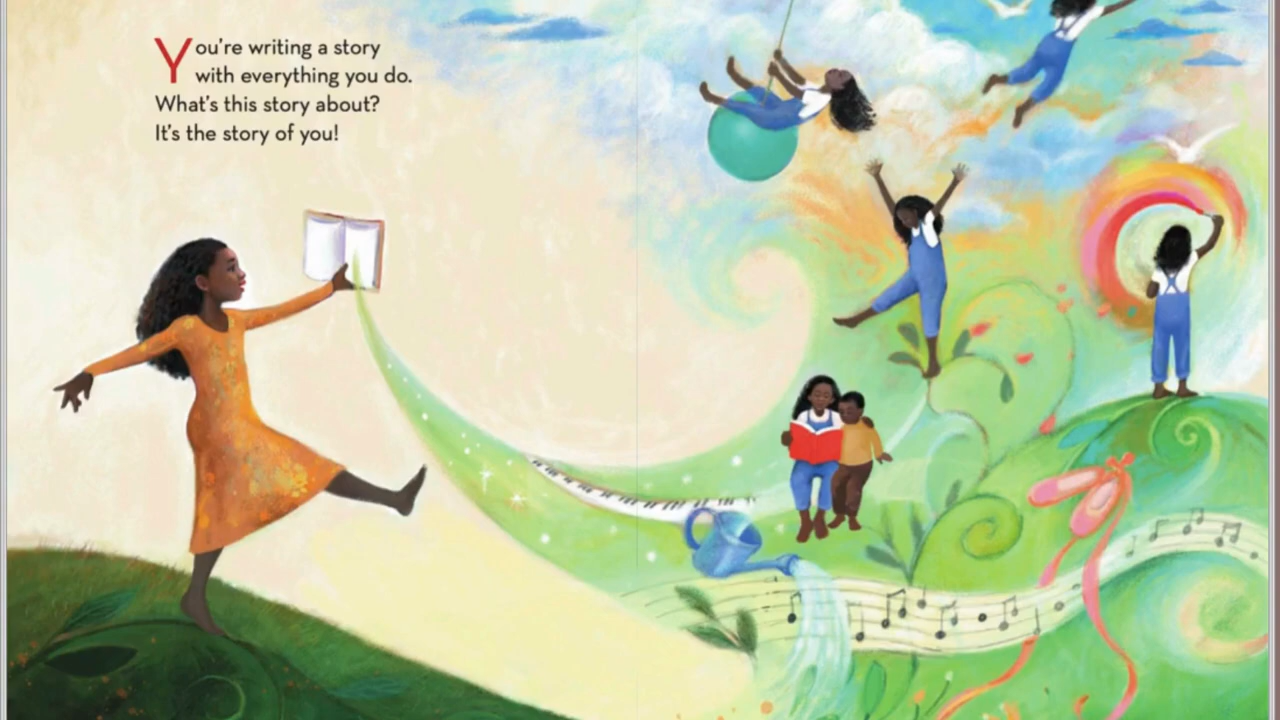 You're writing a story
with everything you do.
What's this story about?
It's the story of you!